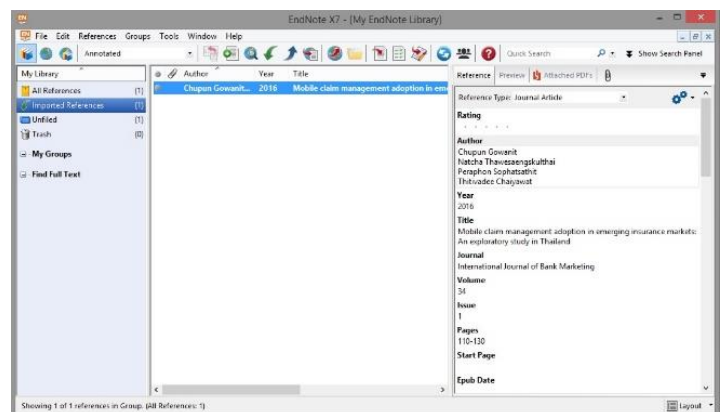 EndNote X7 - [My EndNote Library]
File Edit References Groups Tools Window Help
Annotated
Quick Search
Show Search Panel
My Library
All References (1)
Imported References (1)
Unfiled (1)
Trash (0)
My Groups
Find Full Text
Author Year Title
Chupun Gowanit... 2016 Mobile claim management adoption in eme
Reference Preview Attached PDFs
Reference Type: Journal Article
Rating
Author
Chupun Gowanit
Natcha Thawesaengskulthai
Peraphon Sophatsathit
Thitivadee Chaiyawat
Year
2016
Title
Mobile claim management adoption in emerging insurance markets:
An exploratory study in Thailand
Journal
International Journal of Bank Marketing
Volume
34
Issue
1
Pages
110-130
Start Page
Epub Date
Showing 1 of 1 references in Group. (All References: 1)
Layout